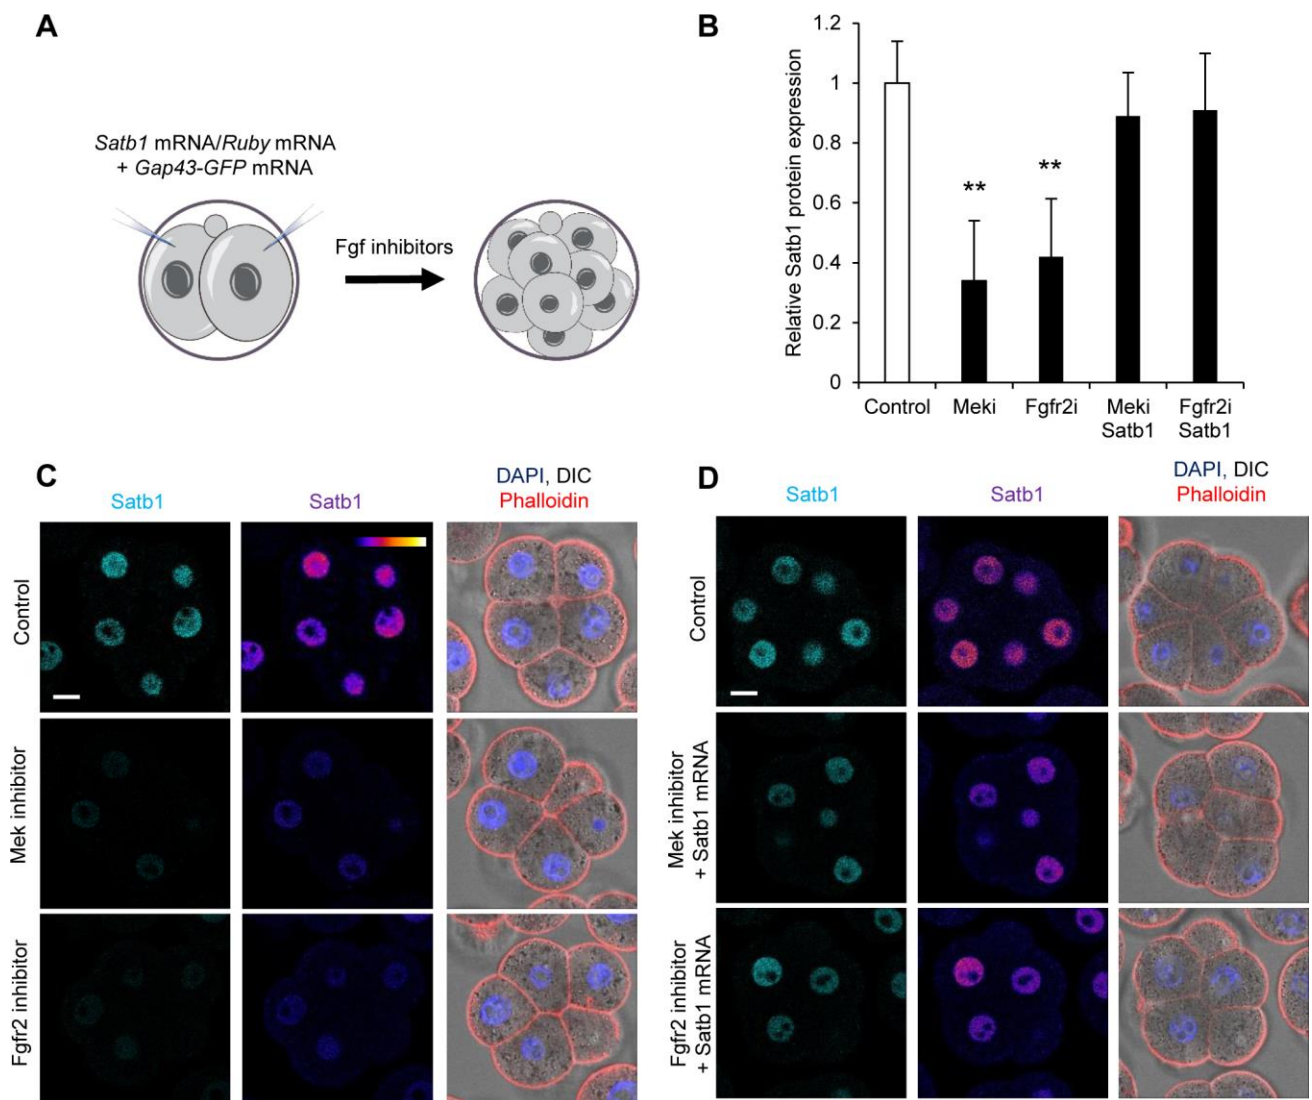 A
Satb1 mRNA/Ruby mRNA
+ Gap43-GFP mRNA
Fgf inhibitors
B
Relative Satb1 protein expression
1.2
1
0.8
0.6
0.4
0.2
0
**
**
Control
Meki
Fgfr2i
Meki
Satb1
Fgfr2i
Satb1
C
Satb1
Satb1
DAPI, DIC
Phalloidin
Control
Mek inhibitor
Fgfr2 inhibitor
D
Satb1
Satb1
DAPI, DIC
Phalloidin
Control
Mek inhibitor
+ Satb1 mRNA
Fgfr2 inhibitor
+ Satb1 mRNA